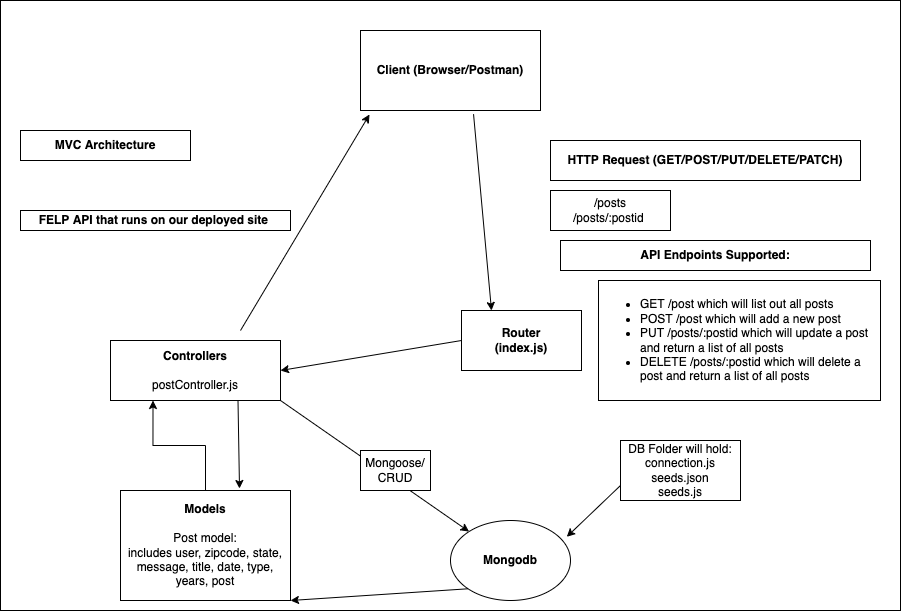 Client (Browser/Postman)
MVC Architecture
HTTP Request (GET/POST/PUT/DELETE/PATCH)
/posts
/posts/:postid
FELP API that runs on our deployed site
API Endpoints Supported:
• GET /post which will list out all posts
• POST /post which will add a new post
• PUT /posts/:postid which will update a post
and return a list of all posts
• DELETE /posts/:postid which will delete a
post and return a list of all posts
Router
(index.js)
Controllers
postController.js
Mongoose/
CRUD
DB Folder will hold:
connection.js
seeds.json
seeds.js
Models
Post model:
includes user, zipcode, state,
message, title, date, type,
years, post
Mongodb